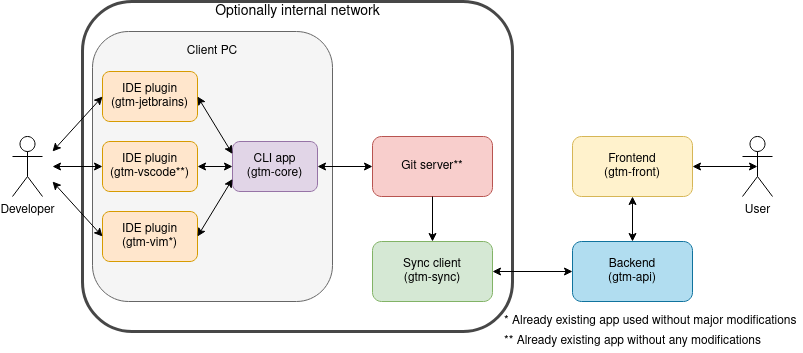 Optionally internal network
Client PC
IDE plugin
(gtm-jetbrains)
IDE plugin
(gtm-vscode**)
IDE plugin
(gtm-vim*)
Developer
CLI app
(gtm-core)
Git server**
Sync client
(gtm-sync)
Frontend
(gtm-front)
User
Backend
(gtm-api)
* Already existing app used without major modifications
** Already existing app without any modifications